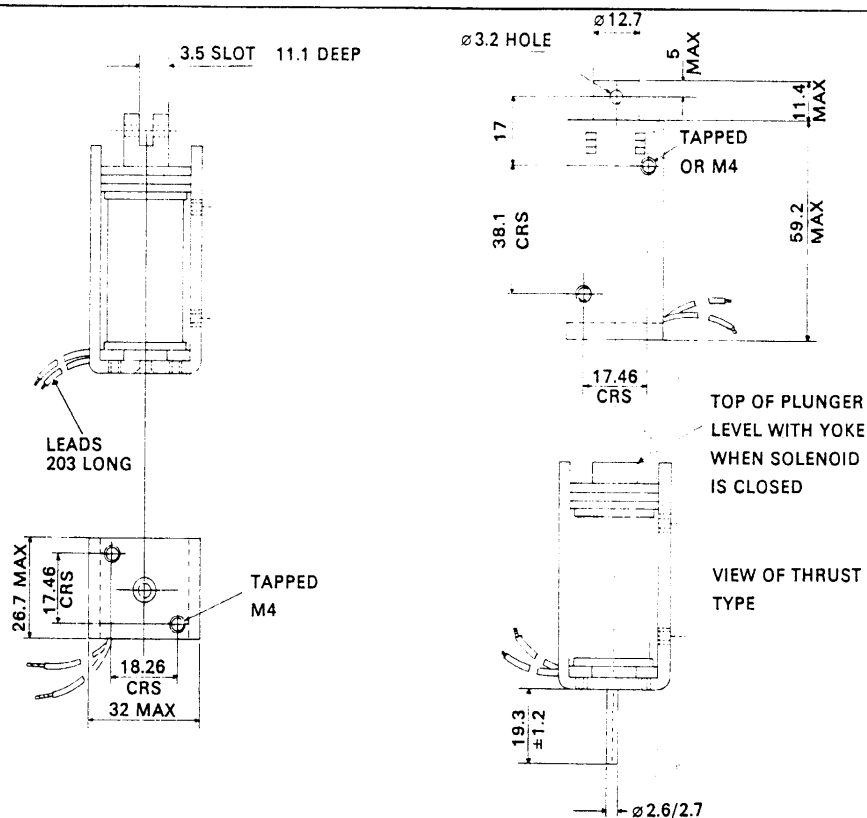 3.5 SLOT 11.1 DEEP
LEADS
203 LONG
26.7 MAX
17.46
CRS
18.26
CRS
32 MAX
TAPPED
M4
⌀12.7
⌀3.2 HOLE
5
MAX
11.4
MAX
17
TAPPED
OR M4
38.1
CRS
59.2
MAX
17.46
CRS
TOP OF PLUNGER
LEVEL WITH YOKE
WHEN SOLENOID
IS CLOSED
VIEW OF THRUST
TYPE
19.3
±1.2
⌀2.6/2.7